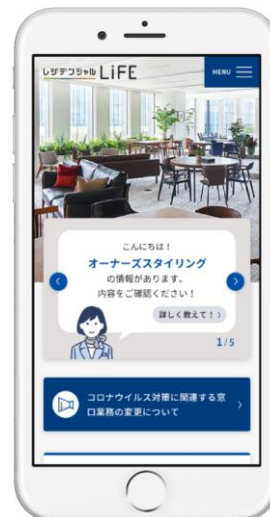 レジデンシャル LiFE
MENU
こんにちは！
オーナーズスタイリング
の情報があります。
内容をご確認ください！
詳しく教えて！
1/5
コロナウイルス対策に関連する窓
口業務の変更について